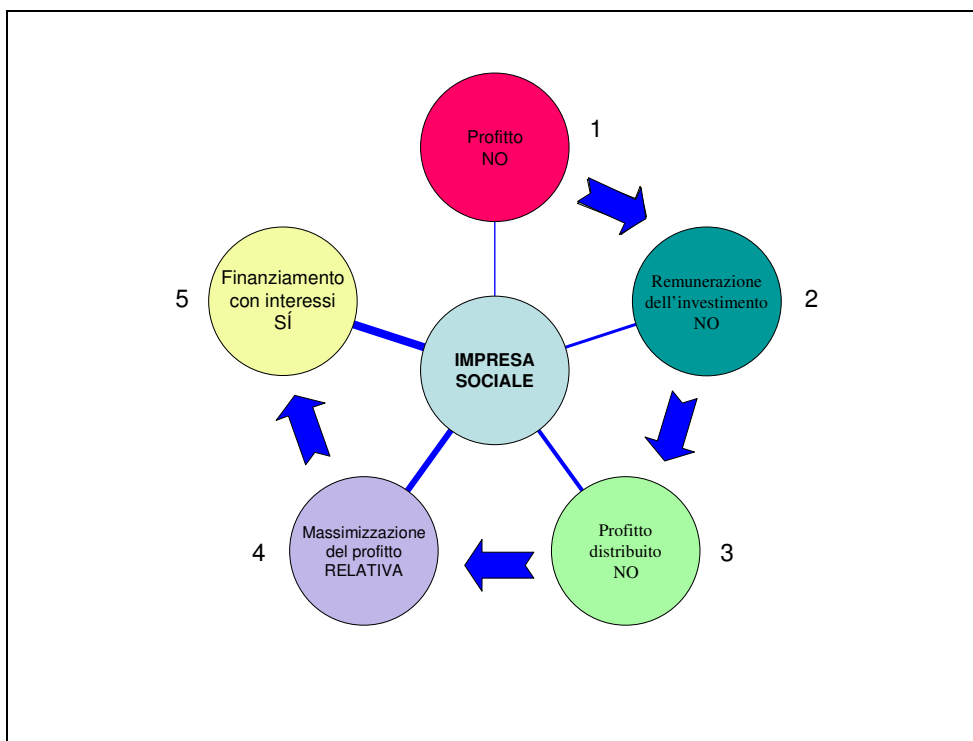 Profitto
NO
1
Remunerazione
dell'investimento
NO
2
Profitto
distribuito
NO
3
Massimizzazione
del profitto
RELATIVA
4
Finanziamento
con interessi
SÍ
5
IMPRESA
SOCIALE